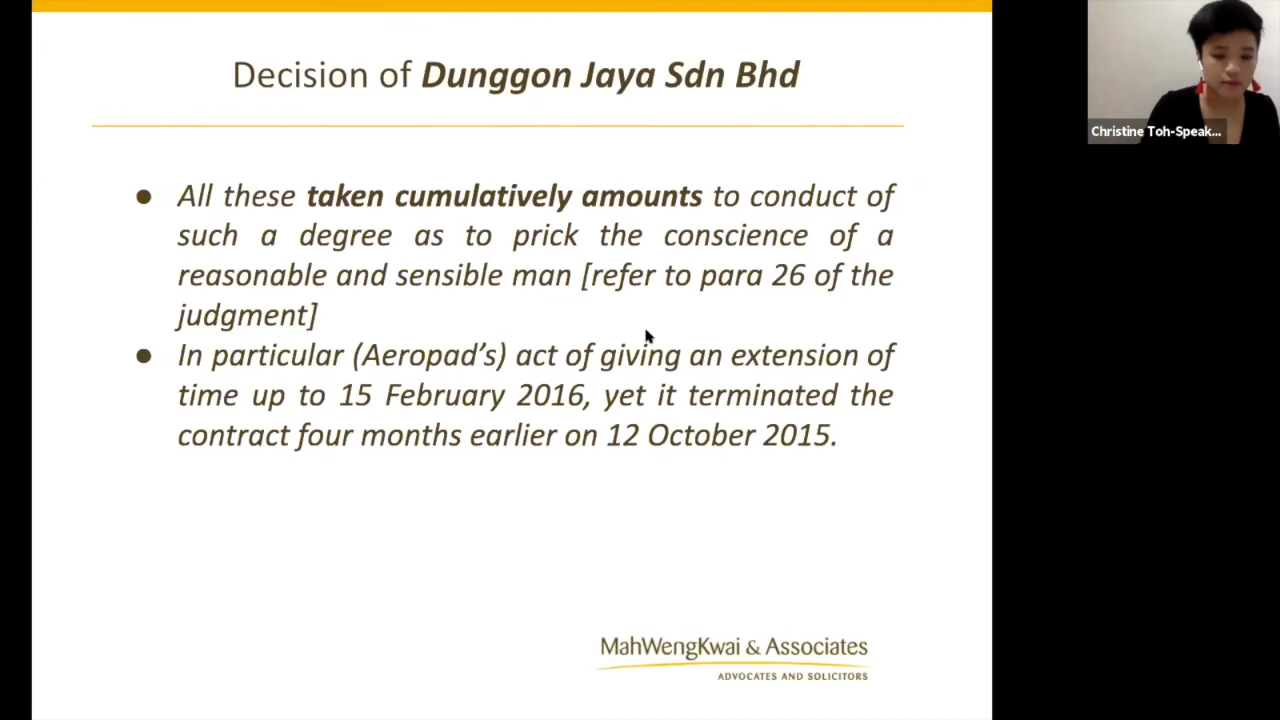 Decision of Dunggon Jaya Sdn Bhd
Christine Toh-Speak...
● All these taken cumulatively amounts to conduct of
such a degree as to prick the conscience of a
reasonable and sensible man [refer to para 26 of the
judgment]
● In particular (Aeropad’s) act of giving an extension of
time up to 15 February 2016, yet it terminated the
contract four months earlier on 12 October 2015.
MahWengKwai & Associates
ADVOCATES AND SOLICITORS